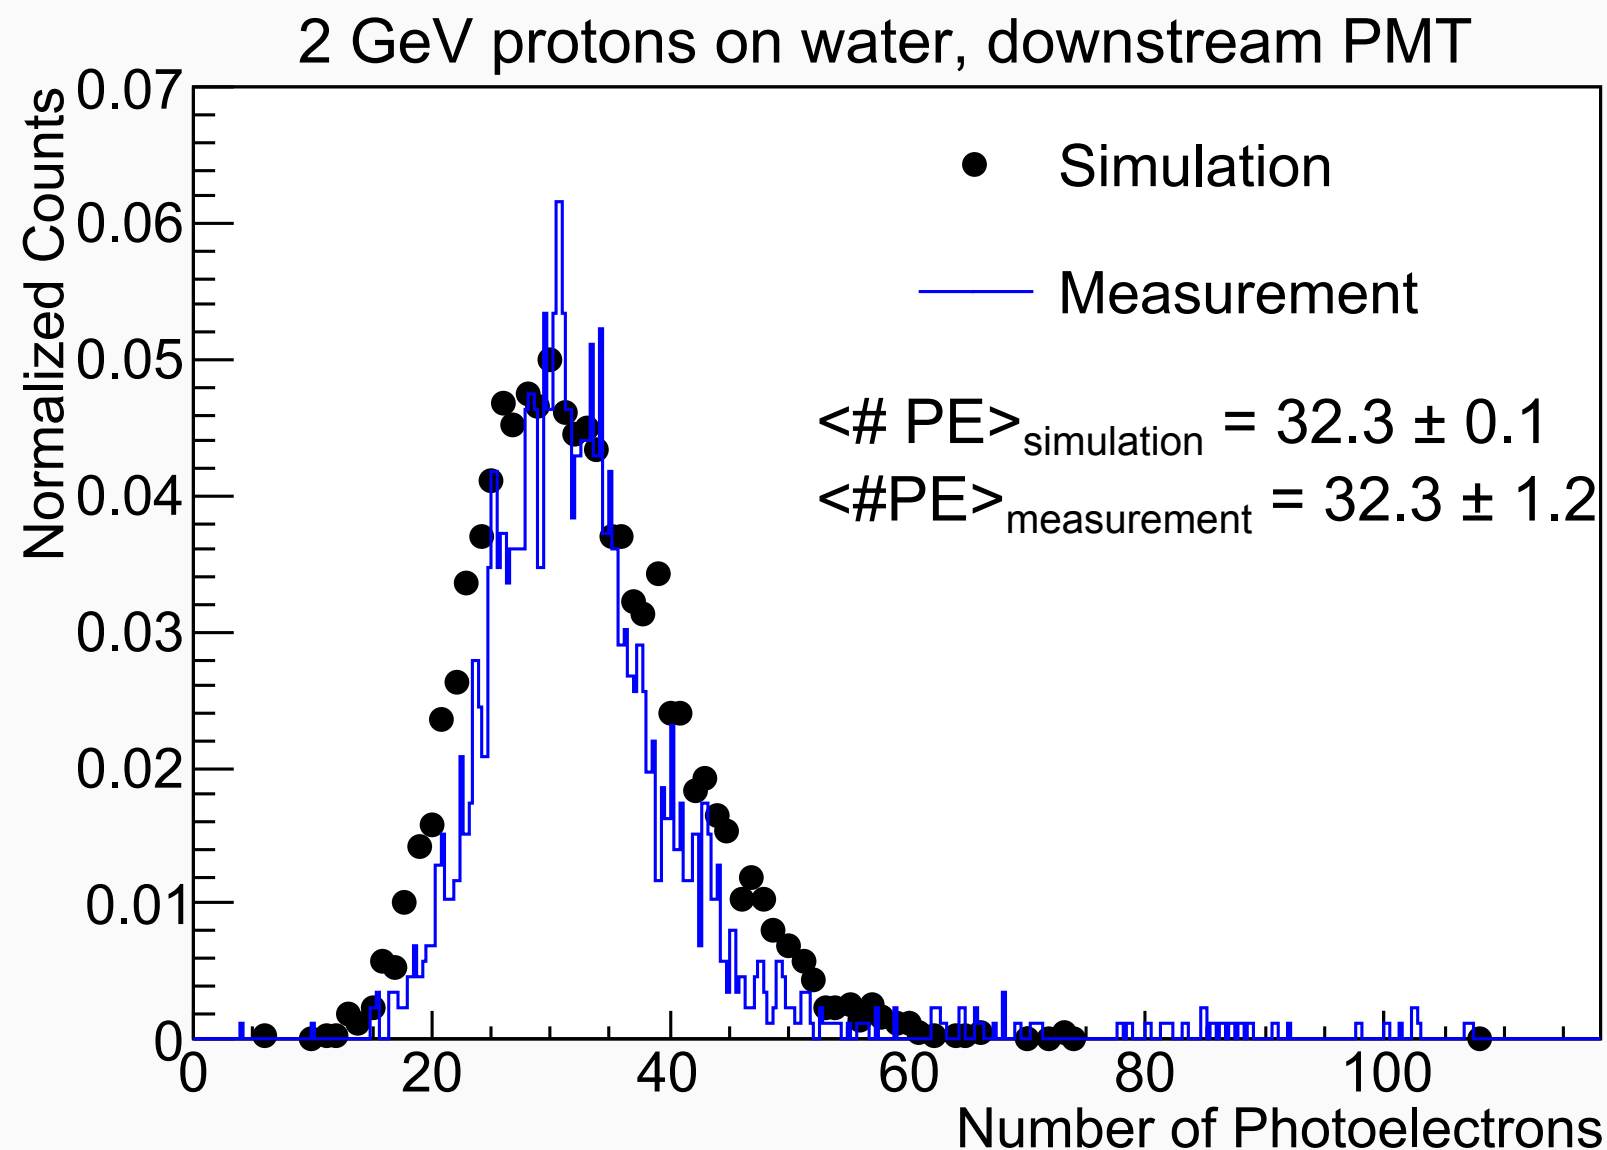 2 GeV protons on water, downstream PMT
Normalized Counts
0.07
0.06
0.05
0.04
0.03
0.02
0.01
0
Simulation
Measurement
<# PE>simulation = 32.3 ± 0.1
<#PE>measurement = 32.3 ± 1.2
0 20 40 60 80 100
Number of Photoelectrons